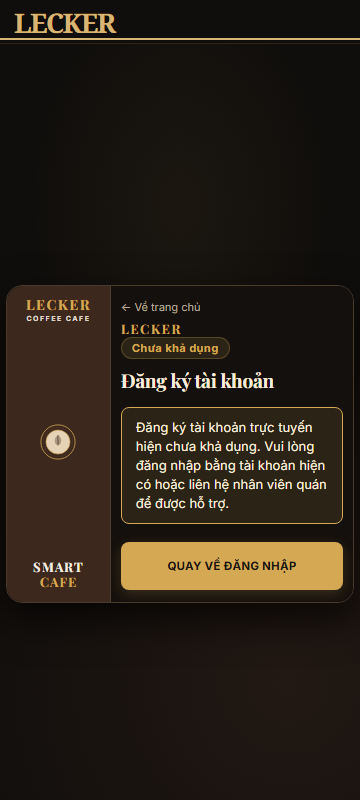 LECKER
LECKER
COFFEE CAFE
SMART
CAFE
← Về trang chủ
LECKER
Chưa khả dụng
Đăng ký tài khoản
Đăng ký tài khoản trực tuyến
hiện chưa khả dụng. Vui lòng
đăng nhập bằng tài khoản hiện
có hoặc liên hệ nhân viên quán
để được hỗ trợ.
QUAY VỀ ĐĂNG NHẬP